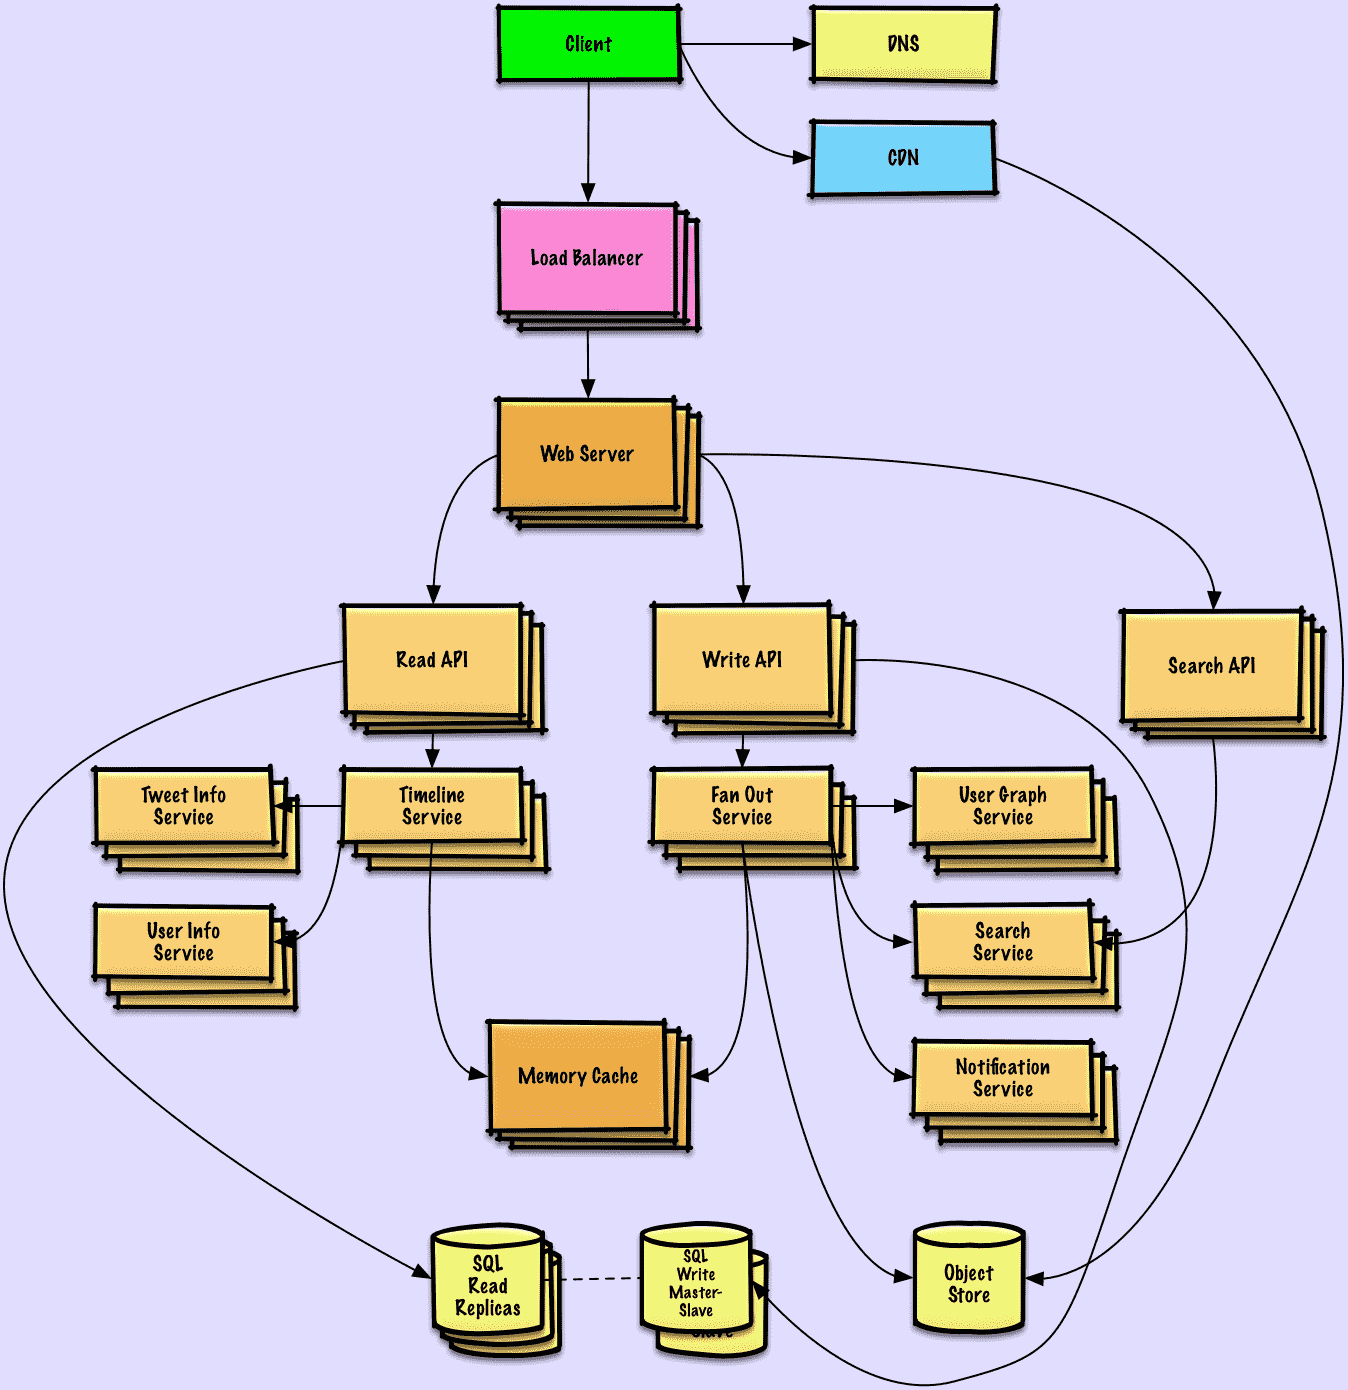 Client
DNS
CDN
Load Balancer
Web Server
Read API
Write API
Search API
Tweet Info
Service
Timeline
Service
Fan Out
Service
User Graph
Service
User Info
Service
Search
Service
Memory Cache
Notification
Service
SQL
Read
Replicas
SQL
Write
Master-
Slave
Slave
Object
Store